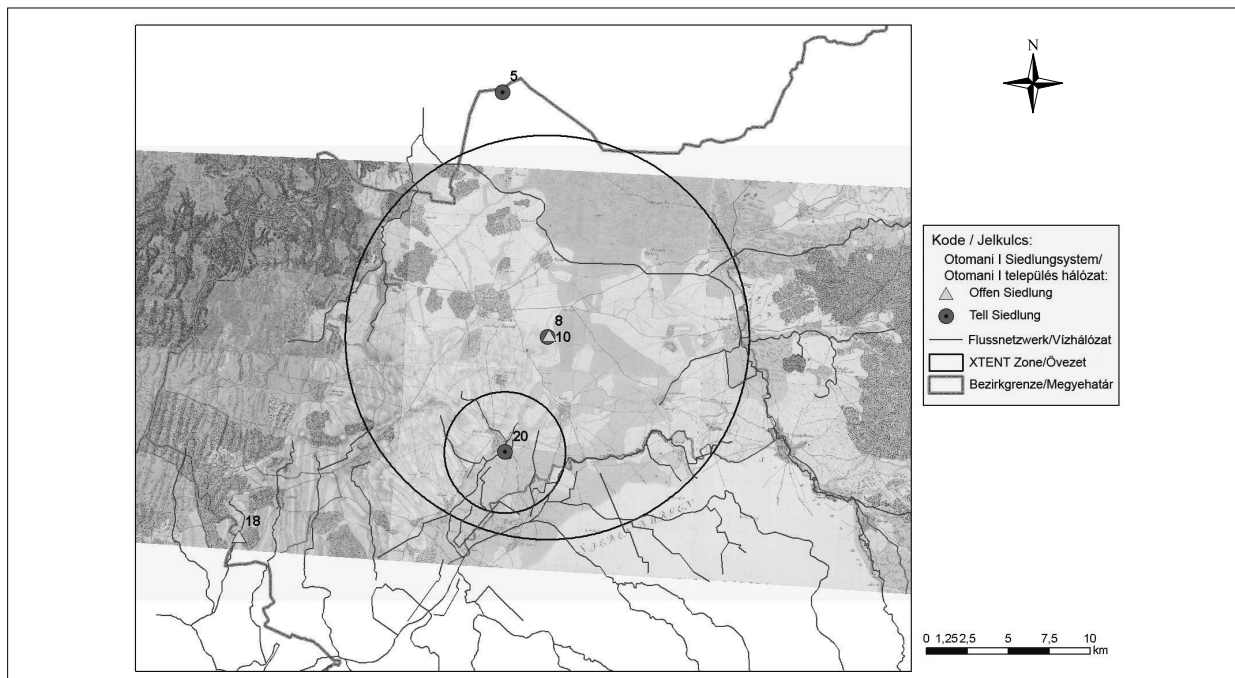 N
5
8
10
20
18
Kode / Jelkulcs:
Otomani I Siedlungsystem/
Otomani I település hálózat:
Offen Siedlung
Tell Siedlung
Flussnetzwerk/Vízhálózat
XTENT Zone/Övezet
Bezirkgrenze/Megyehatár
0 1,25 2,5 5 7,5 10
km